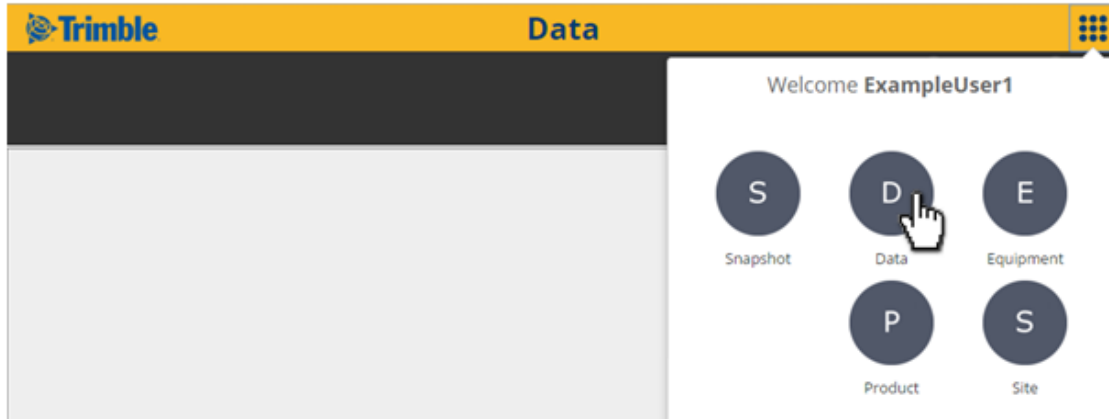 Trimble
Data
Welcome ExampleUser1
S D E
Snapshot Data Equipment
P S
Product Site